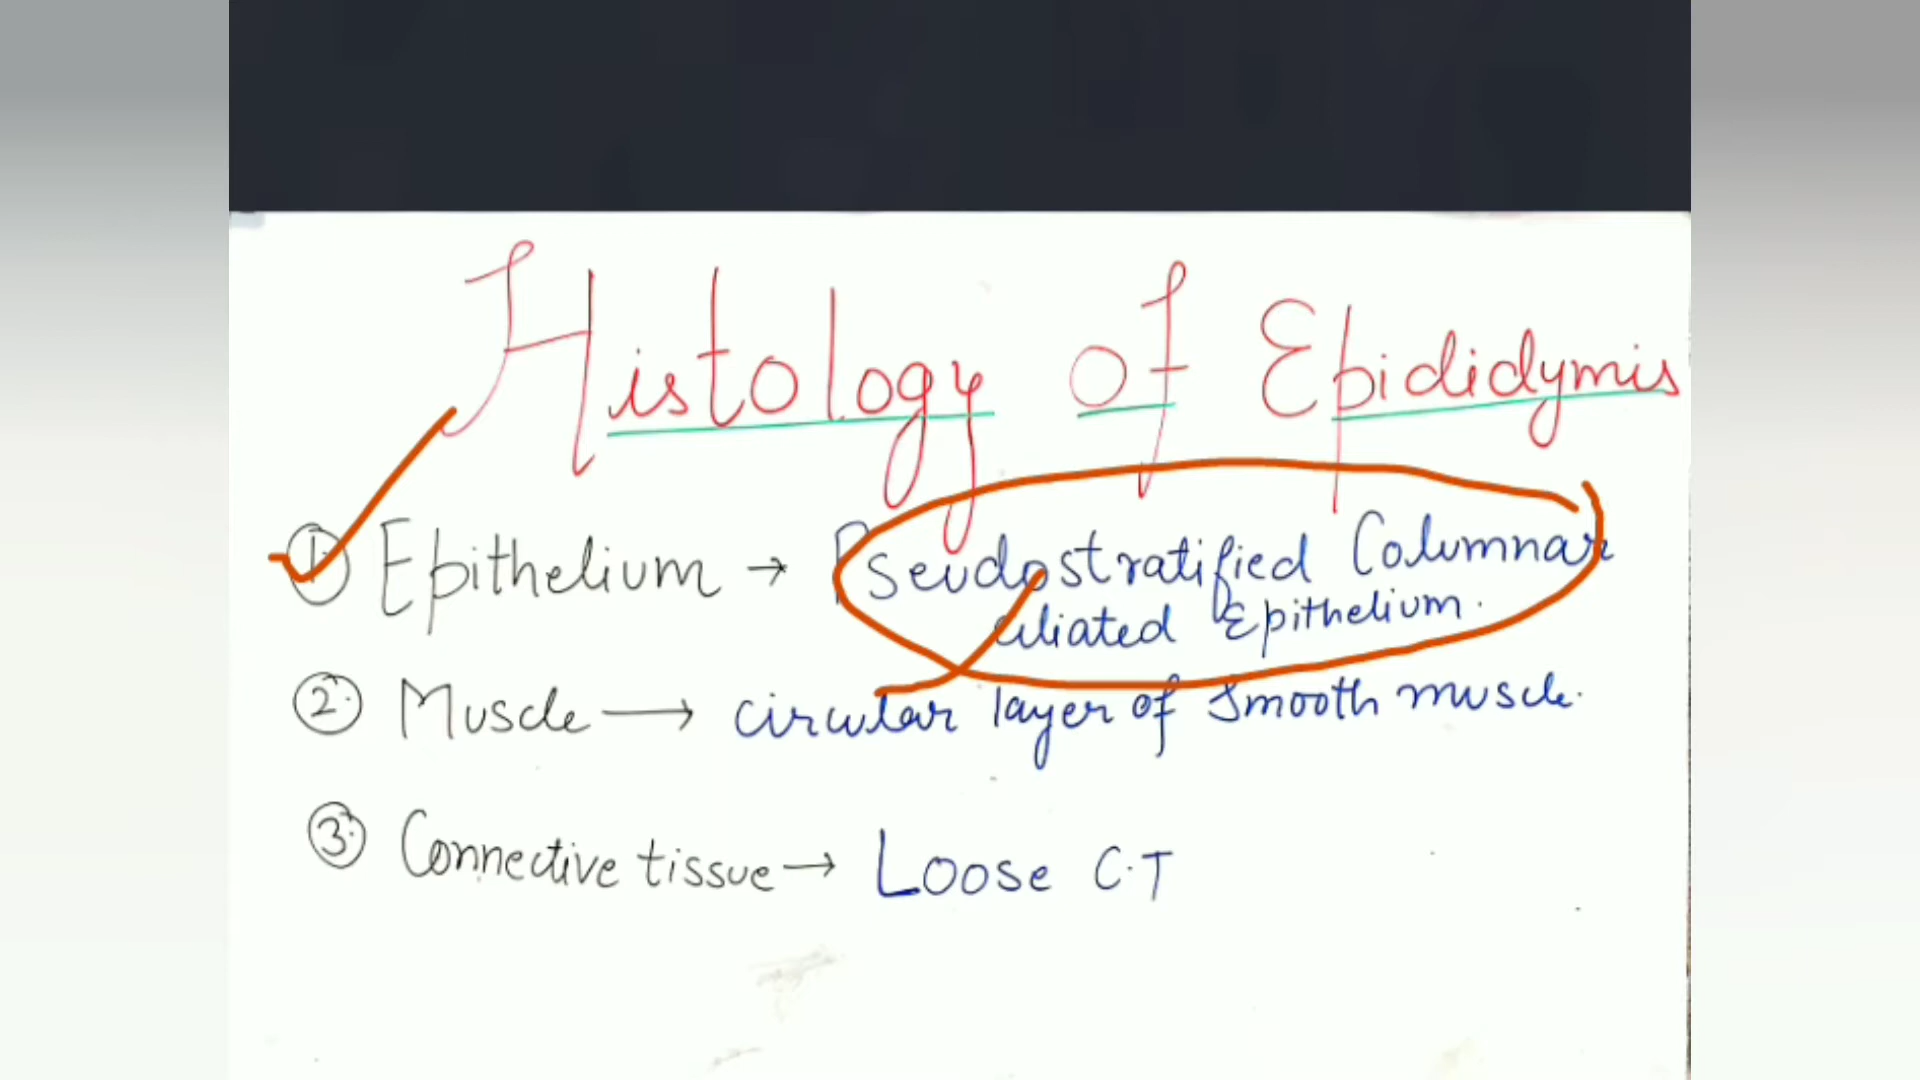 Histology of Epididymis
① Epithelium → Pseudostratified Columnar
ciliated Epithelium.
② Muscle → circular layer of smooth muscle.
③ Connective tissue → Loose C.T